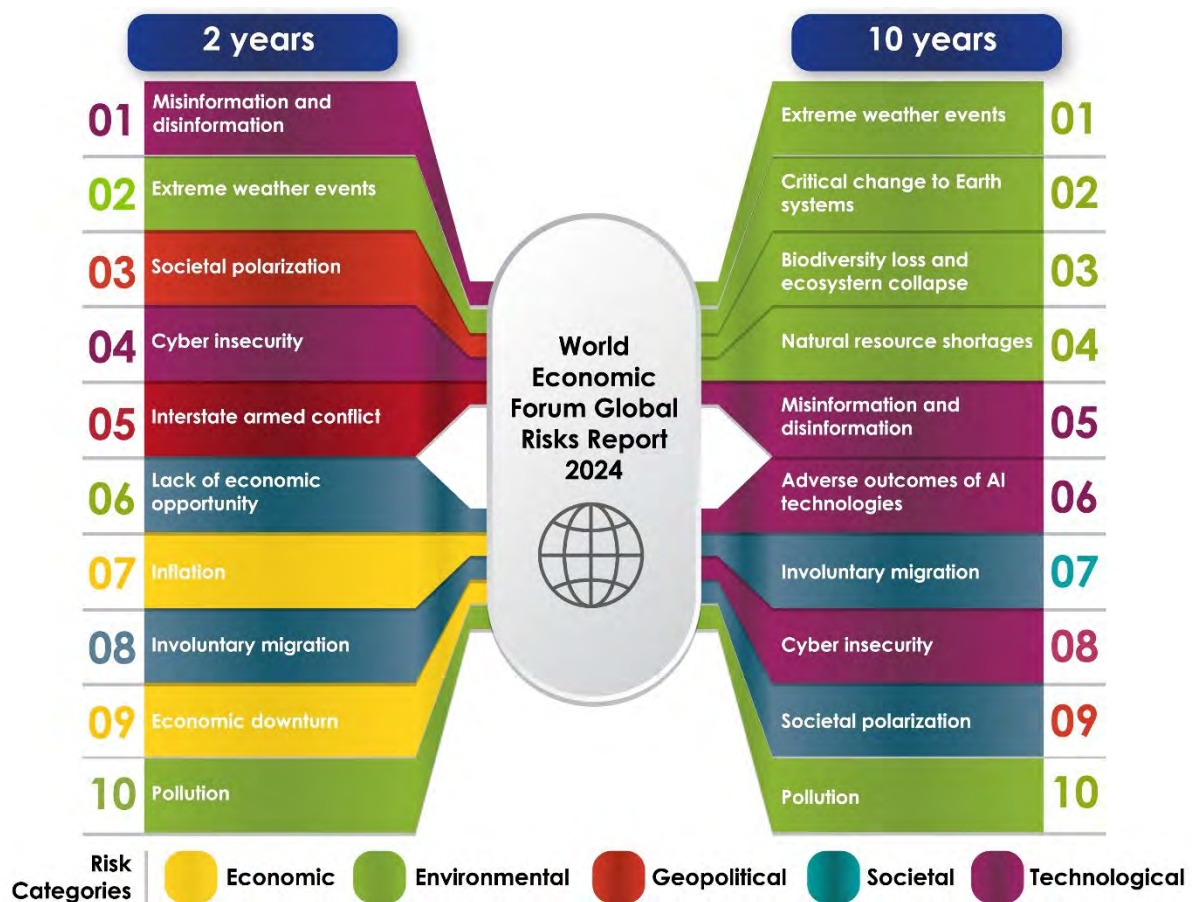 2 years
01
Misinformation and
disinformation
02
Extreme weather events
03
Societal polarization
04
Cyber insecurity
05
Interstate armed conflict
06
Lack of economic
opportunity
07
Inflation
08
Involuntary migration
09
Economic downturn
10
Pollution
World
Economic
Forum Global
Risks Report
2024
10 years
Extreme weather events
01
Critical change to Earth
systems
02
Biodiversity loss and
ecosystern collapse
03
Natural resource shortages
04
Misinformation and
disinformation
05
Adverse outcomes of AI
technologies
06
Involuntary migration
07
Cyber insecurity
08
Societal polarization
09
Pollution
10
Risk
Categories
Economic
Environmental
Geopolitical
Societal
Technological